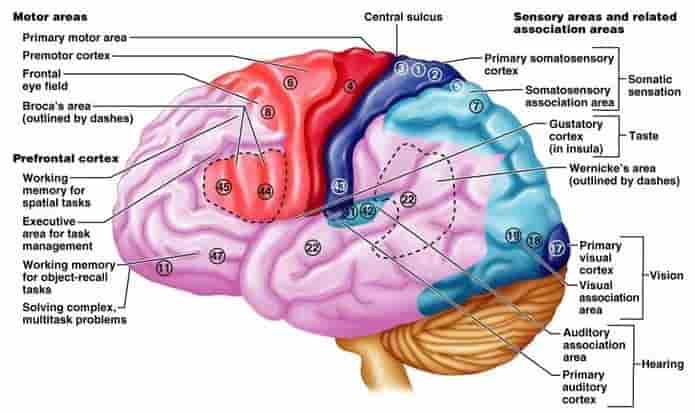 Motor areas
Central sulcus
Sensory areas and related
association areas
Primary motor area
Premotor cortex
Frontal
eye field
Broca's area
(outlined by dashes)
Prefrontal cortex
Working
memory for
spatial tasks
Executive
area for task
management
Working memory
for object-recall
tasks
Solving complex,
multitask problems
Primary somatosensory
cortex
Somatosensory
association area
Somatic
sensation
Gustatory
cortex
(in insula)
Taste
Wernicke's area
(outlined by dashes)
Primary
visual
cortex
Visual
association
area
Vision
Auditory
association
area
Primary
auditory
cortex
Hearing
6
8
4
3
1
2
5
7
45
44
43
42
22
22
47
11
18
17